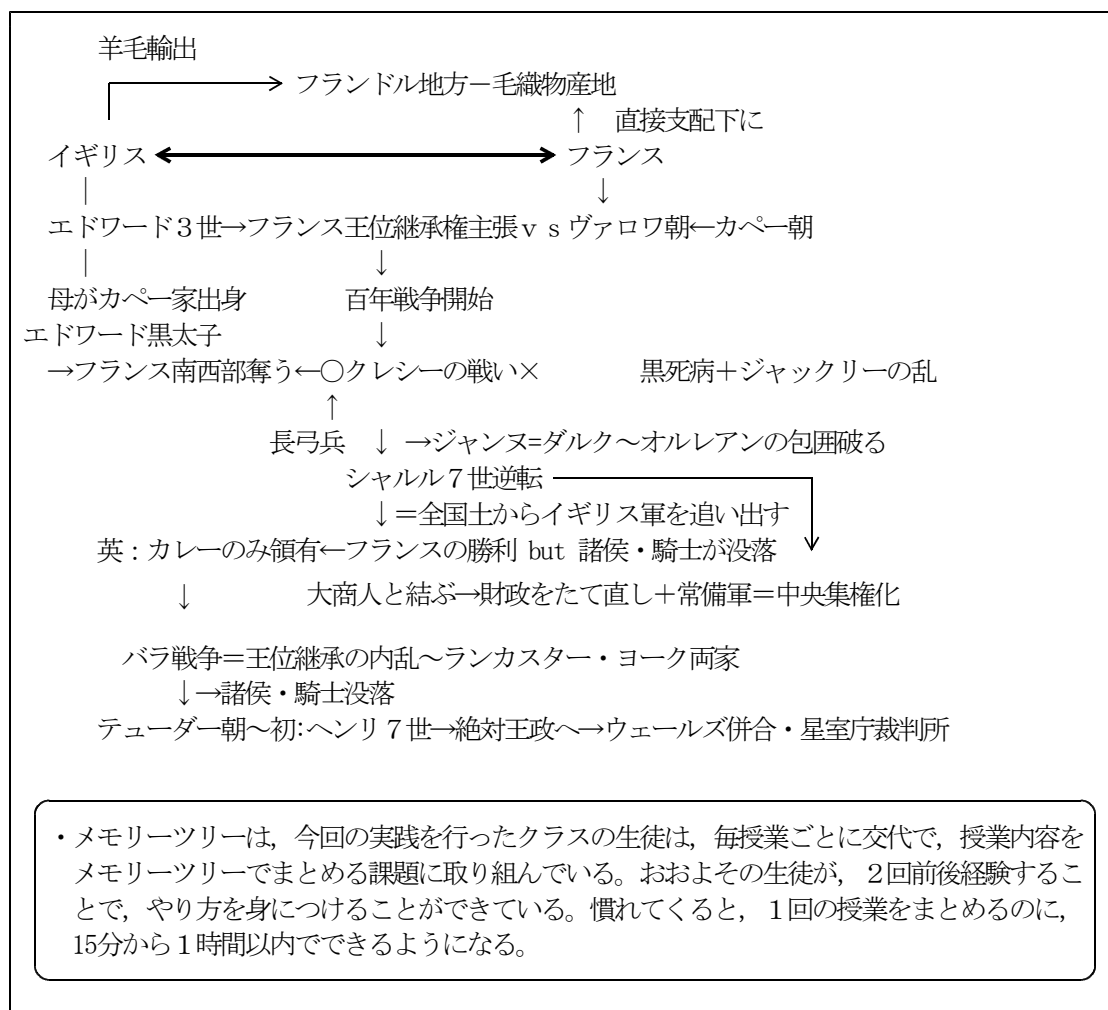 羊毛輸出
→ フランドル地方－毛織物産地
↑ 直接支配下に
イギリス ↔ フランス
｜ ↓
エドワード３世→フランス王位継承権主張ｖｓヴァロワ朝←カペー朝
｜ ↓
母がカペー家出身 百年戦争開始
エドワード黒太子 ↓
→フランス南西部奪う←○クレシーの戦い× 黒死病＋ジャックリーの乱
↑
長弓兵 ↓ →ジャンヌ=ダルク～オルレアンの包囲破る
シャルル７世逆転
↓＝全国土からイギリス軍を追い出す
英：カレーのみ領有←フランスの勝利 but 諸侯・騎士が没落
↓ 大商人と結ぶ→財政をたて直し＋常備軍＝中央集権化
バラ戦争＝王位継承の内乱～ランカスター・ヨーク両家
↓→諸侯・騎士没落
テューダー朝～初：ヘンリ７世→絶対王政へ→ウェールズ併合・星室庁裁判所
・メモリーツリーは，今回の実践を行ったクラスの生徒は，毎授業ごとに交代で，授業内容を
メモリーツリーでまとめる課題に取り組んでいる。おおよその生徒が，２回前後経験するこ
とで，やり方を身につけることができている。慣れてくると，１回の授業をまとめるのに，
15分から１時間以内でできるようになる。